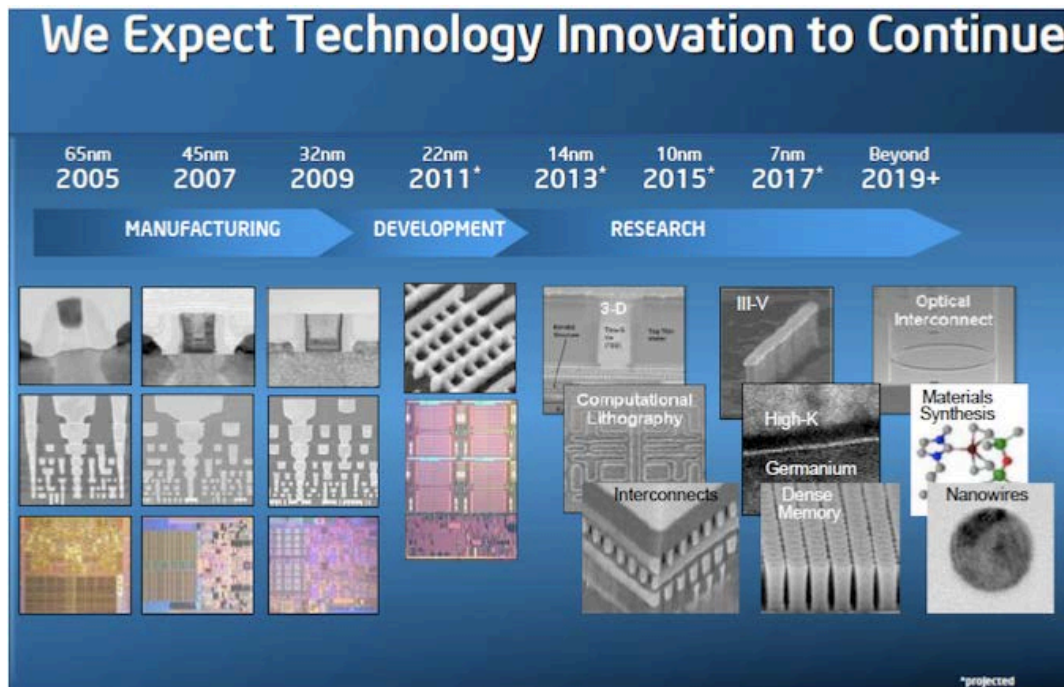 We Expect Technology Innovation to Continue
65nm 45nm 32nm 22nm 14nm 10nm 7nm Beyond
2005 2007 2009 2011* 2013* 2015* 2017* 2019+
MANUFACTURING DEVELOPMENT RESEARCH
3-D III-V Optical
Interconnect
Computational
Lithography
High-K
Germanium
Materials
Synthesis
Interconnects
Dense
Memory
Nanowires
*projected